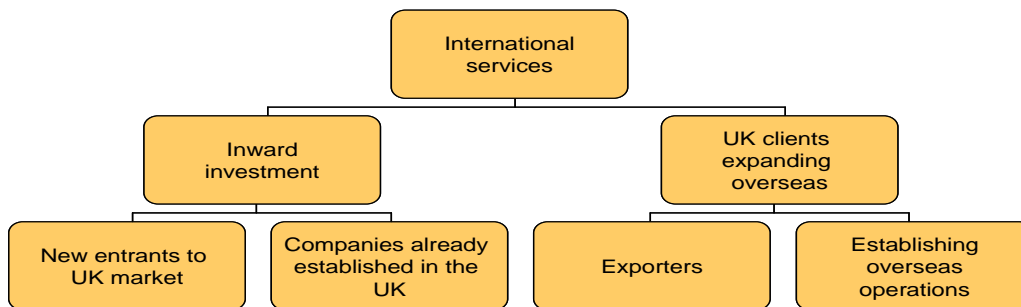 International
services
Inward
investment
UK clients
expanding
overseas
New entrants to
UK market
Companies already
established in the
UK
Exporters
Establishing
overseas
operations